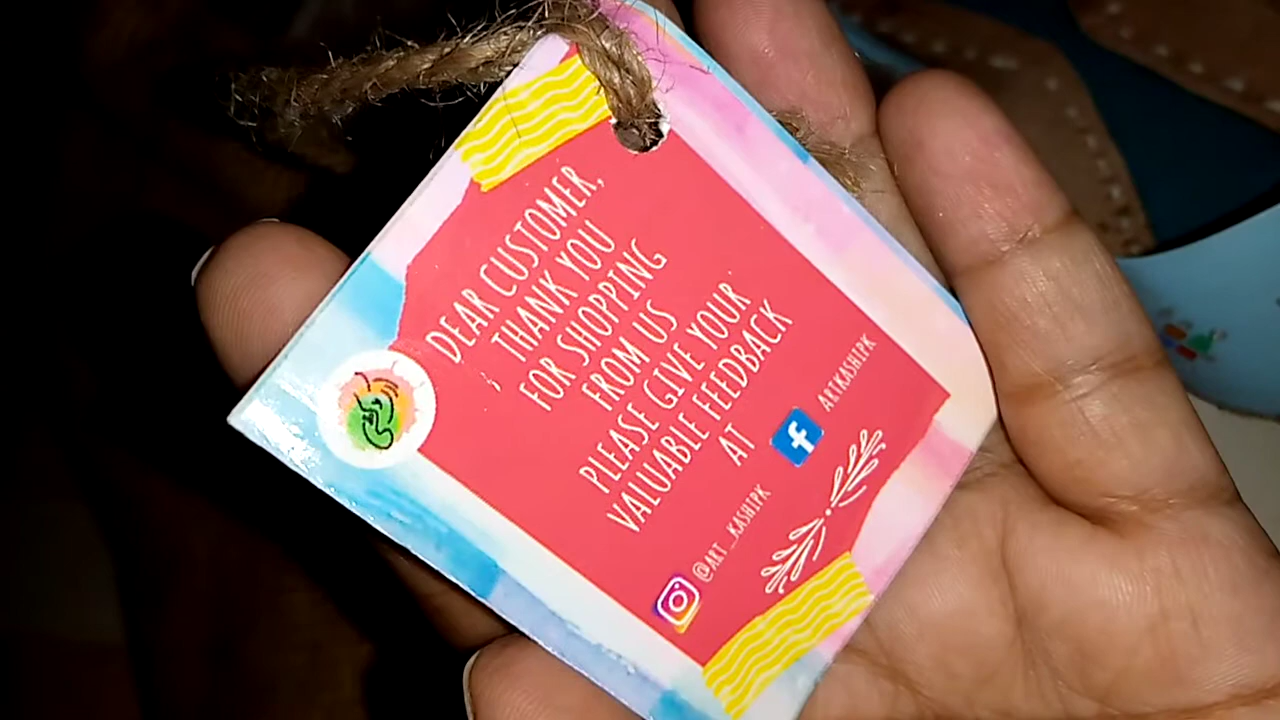 DEAR CUSTOMER,
THANK YOU
FOR SHOPPING
FROM US
PLEASE GIVE YOUR
VALUABLE FEEDBACK
AT
@ART_KASHIPK
ARTKASHIPK